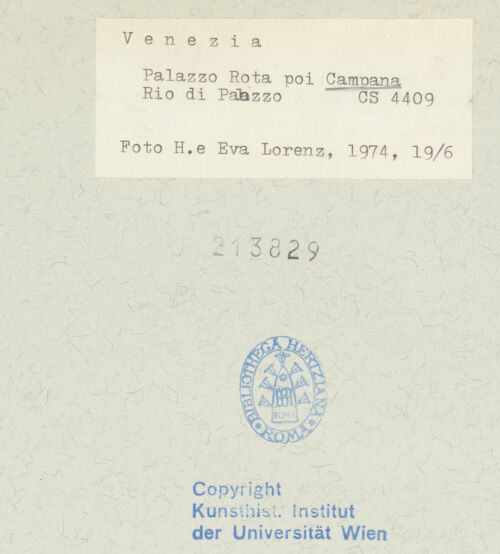 V e n e z i a
Palazzo Rota poi Campana
Rio di Palazzo CS 4409
Foto H.e Eva Lorenz, 1974, 19/6
213829
BIBLIOTHECA HERTZIANA
ROMA
* ROMA *
Copyright
Kunsthist. Institut
der Universität Wien